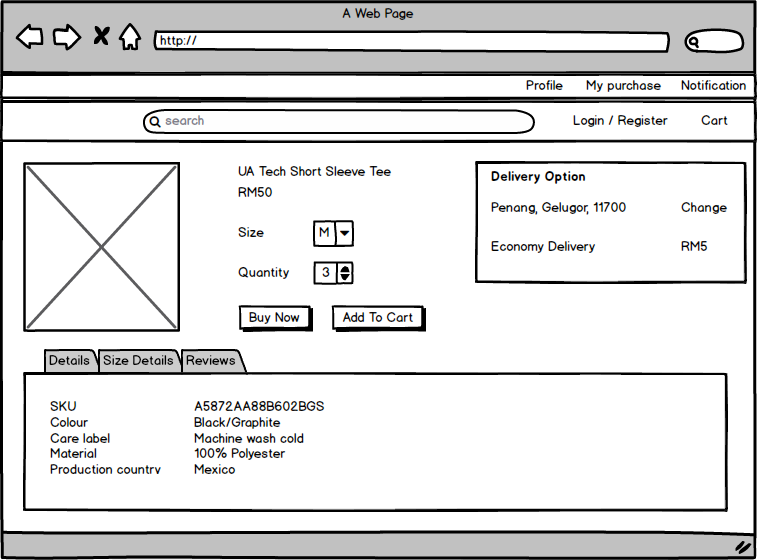 A Web Page
http://
Profile My purchase Notification
search
Login / Register Cart
UA Tech Short Sleeve Tee
RM50
Size M
Quantity 3
Buy Now Add To Cart
Delivery Option
Penang, Gelugor, 11700 Change
Economy Delivery RM5
Details Size Details Reviews
SKU A5872AA88B602BGS
Colour Black/Graphite
Care label Machine wash cold
Material 100% Polyester
Production country Mexico